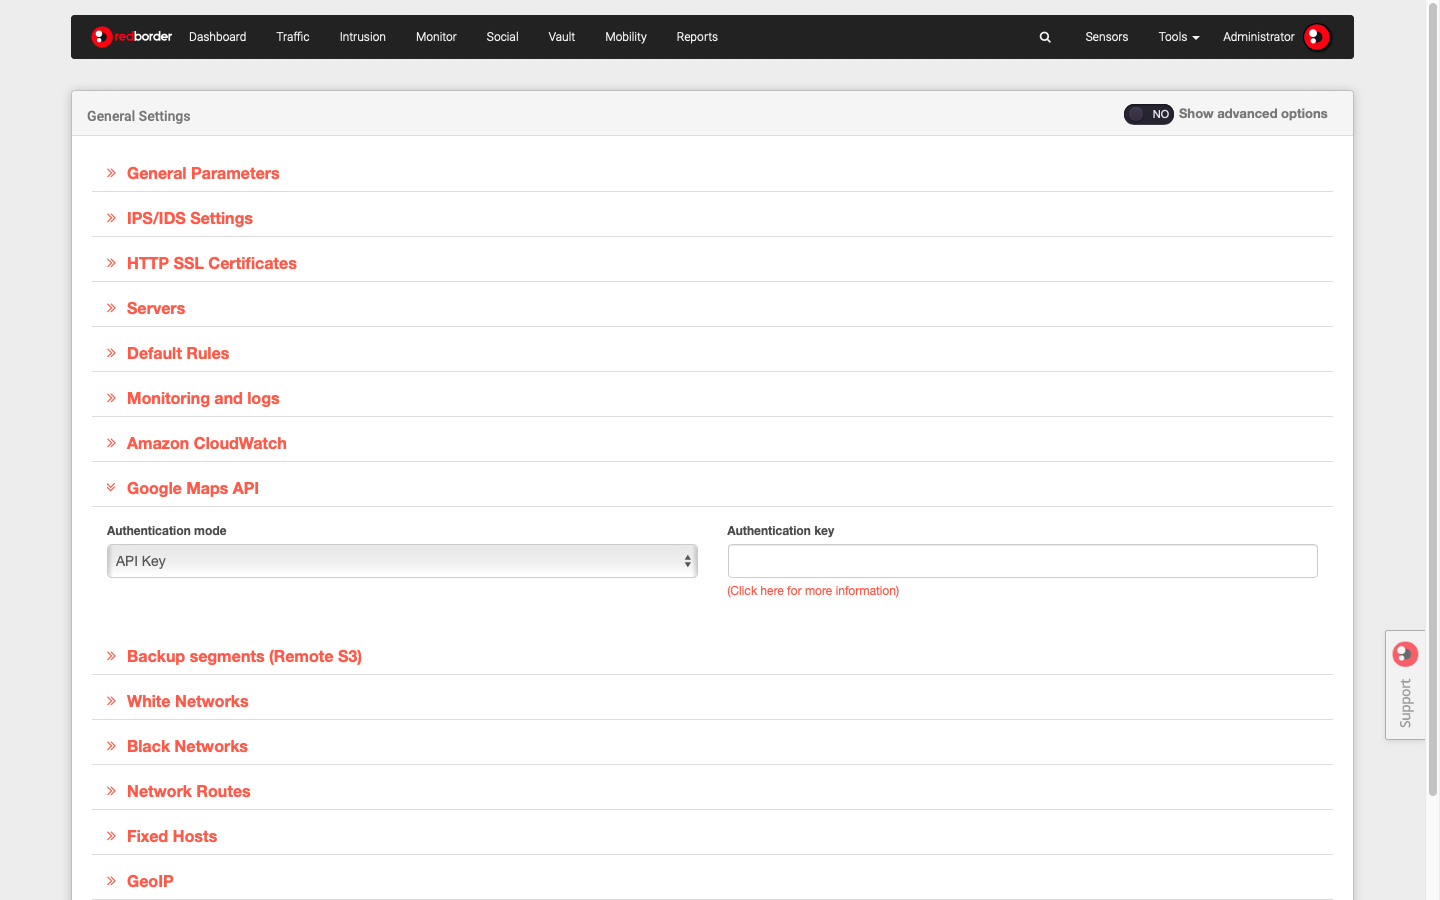 redborder Dashboard Traffic Intrusion Monitor Social Vault Mobility Reports Sensors Tools Administrator
General Settings NO Show advanced options
General Parameters
IPS/IDS Settings
HTTP SSL Certificates
Servers
Default Rules
Monitoring and logs
Amazon CloudWatch
Google Maps API
Authentication mode Authentication key
API Key
(Click here for more information)
Backup segments (Remote S3)
White Networks
Support
Black Networks
Network Routes
Fixed Hosts
GeoIP